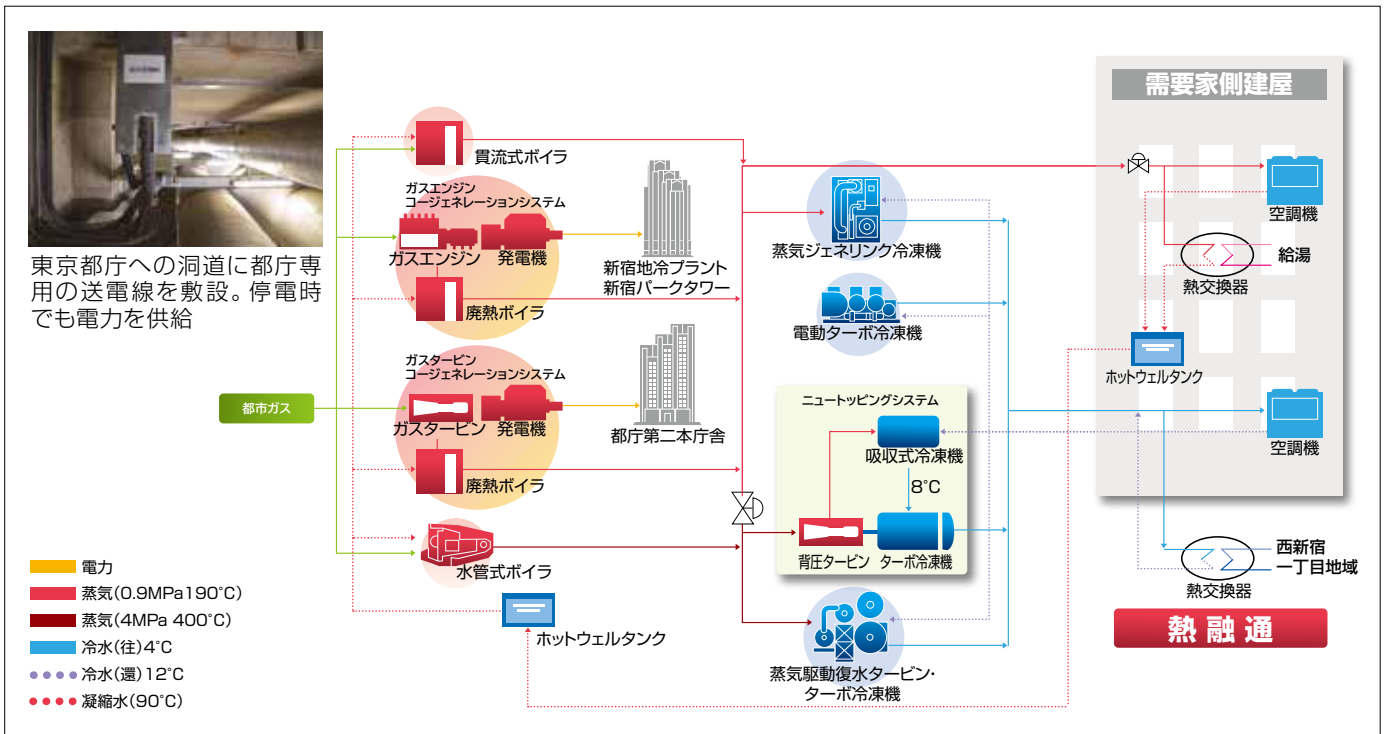 東京都庁への洞道に都庁専
用の送電線を敷設。停電時
でも電力を供給
都市ガス
貫流式ボイラ
ガスエンジン
コージェネレーションシステム
ガスエンジン
発電機
廃熱ボイラ
新宿地冷プラント
新宿パークタワー
ガスタービン
コージェネレーションシステム
ガスタービン
発電機
廃熱ボイラ
都庁第二本庁舎
水管式ボイラ
ホットウェルタンク
蒸気ジェネリンク冷凍機
電動ターボ冷凍機
ニュートッピングシステム
吸収式冷凍機
8℃
背圧タービン
ターボ冷凍機
蒸気駆動復水タービン・
ターボ冷凍機
需要家側建屋
空調機
給湯
熱交換器
ホットウェルタンク
空調機
西新宿
一丁目地域
熱交換器
熱融通
電力
蒸気(0.9MPa190℃)
蒸気(4MPa 400℃)
冷水(往)4℃
冷水(還)12℃
凝縮水(90℃)